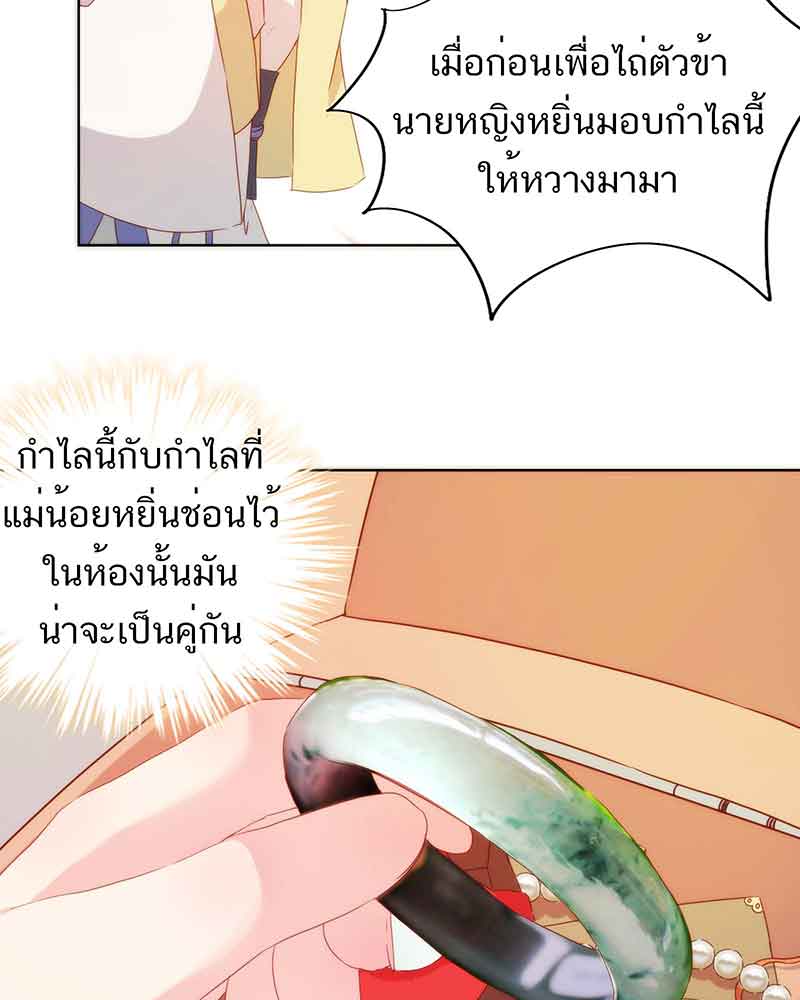 เมื่อก่อนเพื่อไถ่ตัวข้า
นายหญิงหยิ่นมอบกำไลนี้
ให้หวางมามา
กำไลนี้กับกำไลที่
แม่น้อยหยิ่นซ่อนไว้
ในห้องนั้นมัน
น่าจะเป็นคู่กัน